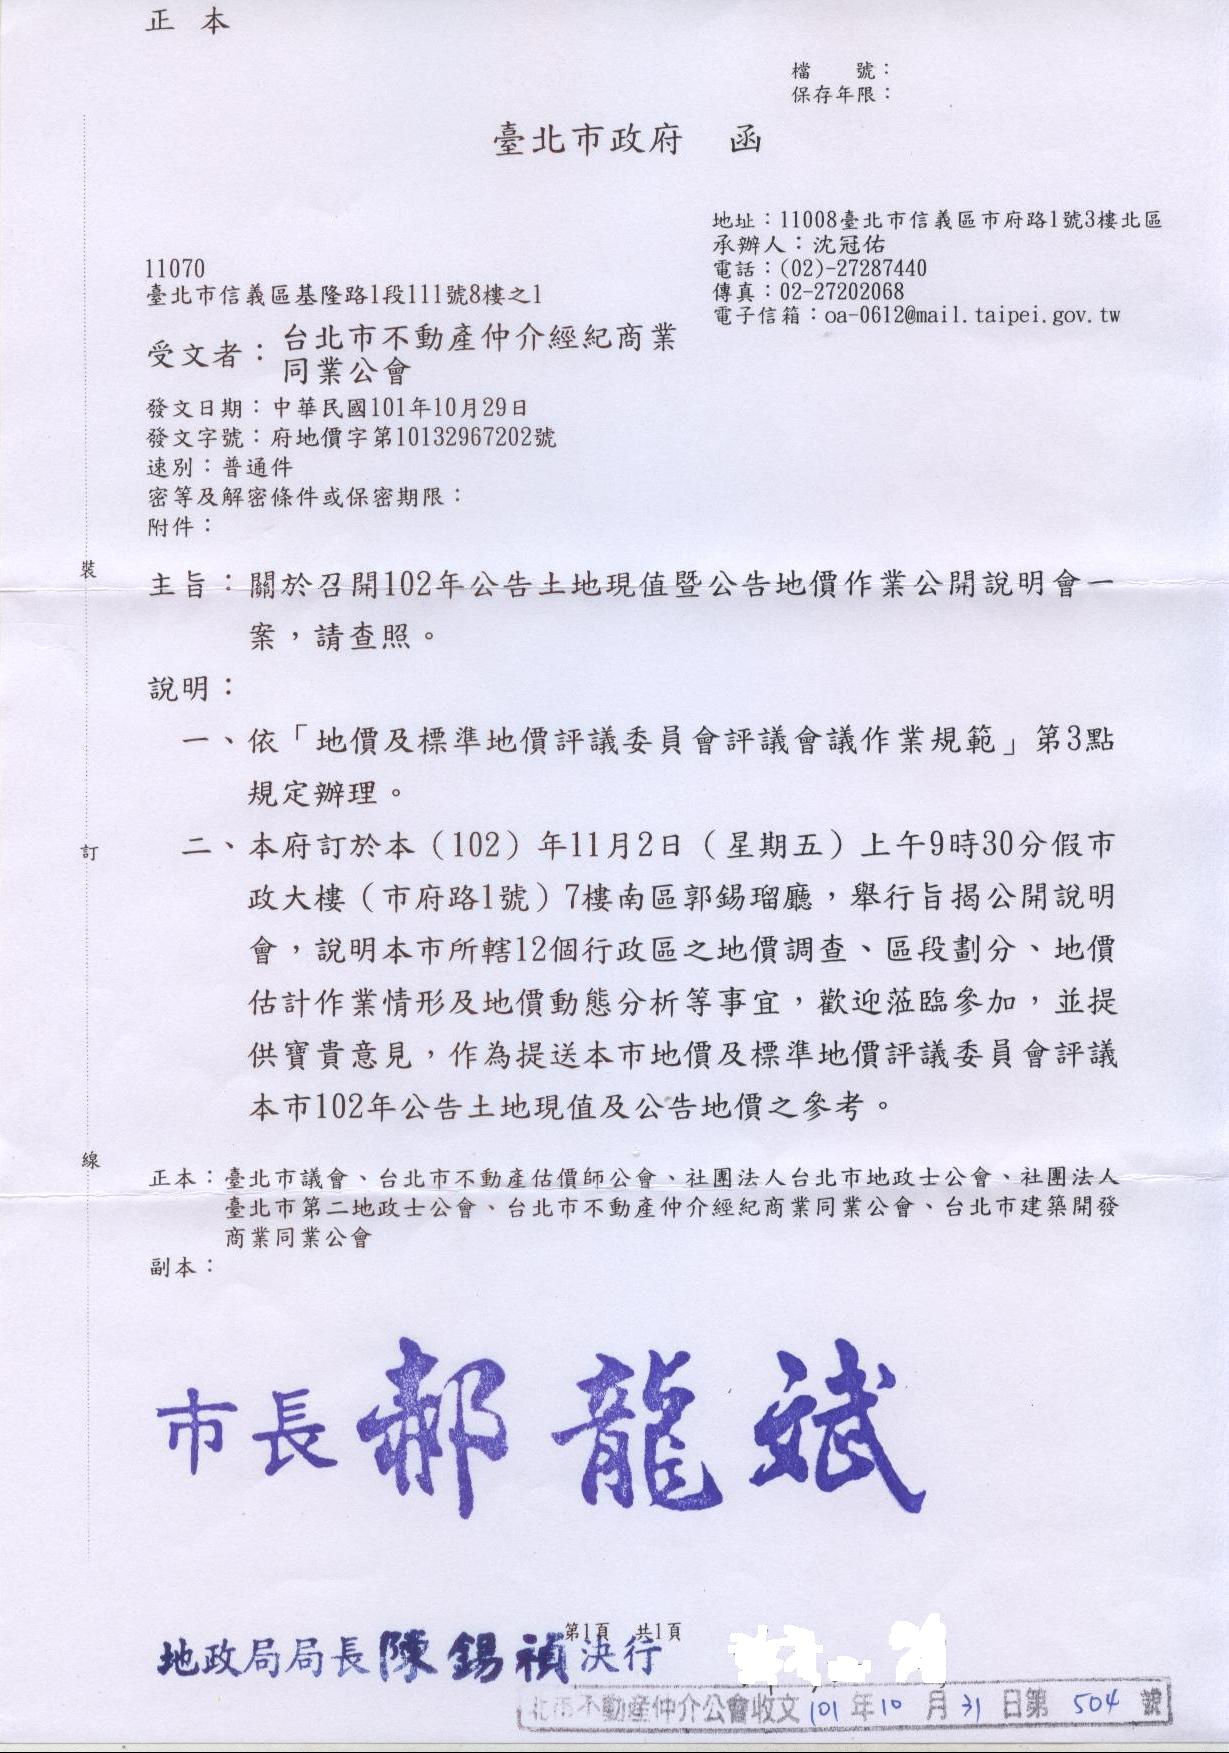 正 本
檔　　號：
保存年限：
臺北市政府　函
地址：11008臺北市信義區市府路1號3樓北區
承辦人：沈冠佑
電話：(02)-27287440
傳真：02-27202068
電子信箱：oa-0612@mail.taipei.gov.tw
11070
臺北市信義區基隆路1段111號8樓之1
受文者：台北市不動產仲介經紀商業
同業公會
發文日期：中華民國101年10月29日
發文字號：府地價字第10132967202號
速別：普通件
密等及解密條件或保密期限：
附件：
主旨：關於召開102年公告土地現值暨公告地價作業公開說明會一
案，請查照。
說明：
一、依「地價及標準地價評議委員會評議會議作業規範」第3點
規定辦理。
二、本府訂於本（102）年11月2日（星期五）上午9時30分假市
政大樓（市府路1號）7樓南區郭錫瑠廳，舉行旨揭公開說明
會，說明本市所轄12個行政區之地價調查、區段劃分、地價
估計作業情形及地價動態分析等事宜，歡迎蒞臨參加，並提
供寶貴意見，作為提送本市地價及標準地價評議委員會評議
本市102年公告土地現值及公告地價之參考。
裝
訂
線
正本：臺北市議會、台北市不動產估價師公會、社團法人台北市地政士公會、社團法人
臺北市第二地政士公會、台北市不動產仲介經紀商業同業公會、台北市建築開發
商業同業公會
副本：
市長郝龍斌
第1頁　共1頁
地政局局長陳錫禎決行
北市不動產仲介公會收文101年10月31日第504號